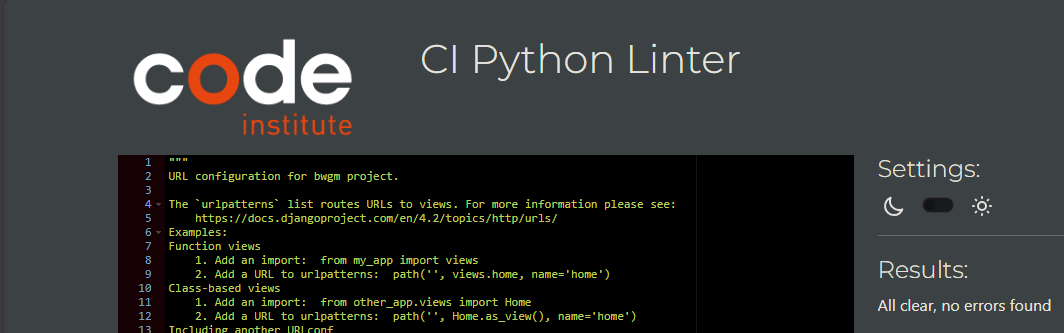 code
institute
CI Python Linter
1 """
2 URL configuration for bwgm project.
3
4 The `urlpatterns` list routes URLs to views. For more information please see:
5     https://docs.djangoproject.com/en/4.2/topics/http/urls/
6 Examples:
7 Function views
8     1. Add an import:  from my_app import views
9     2. Add a URL to urlpatterns:  path('', views.home, name='home')
10 Class-based views
11     1. Add an import:  from other_app.views import Home
12     2. Add a URL to urlpatterns:  path('', Home.as_view(), name='home')
13 Including another URLconf
Settings:
Results:
All clear, no errors found